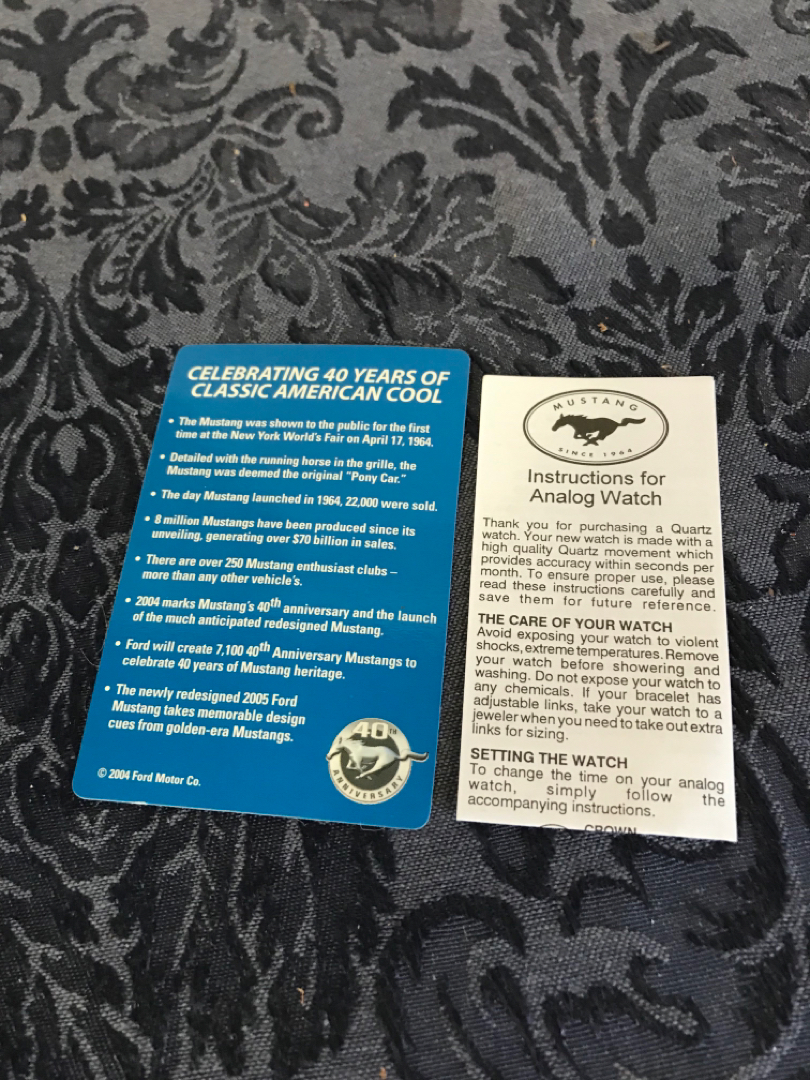 CELEBRATING 40 YEARS OF
CLASSIC AMERICAN COOL
• The Mustang was shown to the public for the first
time at the New York World's Fair on April 17, 1964.
• Detailed with the running horse in the grille, the
Mustang was deemed the original "Pony Car."
• The day Mustang launched in 1964, 22,000 were sold.
• 8 million Mustangs have been produced since its
unveiling, generating over $70 billion in sales.
• There are over 250 Mustang enthusiast clubs –
more than any other vehicle's.
• 2004 marks Mustang's 40th anniversary and the launch
of the much anticipated redesigned Mustang.
• Ford will create 7,100 40th Anniversary Mustangs to
celebrate 40 years of Mustang heritage.
• The newly redesigned 2005 Ford
Mustang takes memorable design
cues from golden-era Mustangs.
© 2004 Ford Motor Co.
40TH
ANNIVERSARY
MUSTANG
SINCE 1964
Instructions for
Analog Watch
Thank you for purchasing a Quartz
watch. Your new watch is made with a
high quality Quartz movement which
provides accuracy within seconds per
month. To ensure proper use, please
read these instructions carefully and
save them for future reference.
THE CARE OF YOUR WATCH
Avoid exposing your watch to violent
shocks, extreme temperatures. Remove
your watch before showering and
washing. Do not expose your watch to
any chemicals. If your bracelet has
adjustable links, take your watch to a
jeweler when you need to take out extra
links for sizing.
SETTING THE WATCH
To change the time on your analog
watch, simply follow the
accompanying instructions.
CROWN